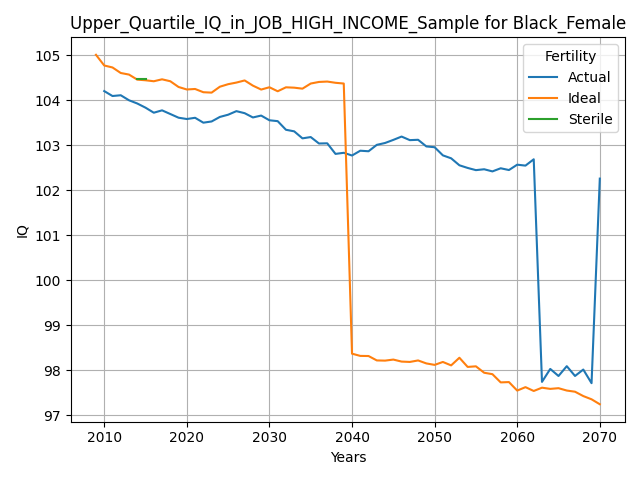 Upper_Quartile_IQ_in_JOB_HIGH_INCOME_Sample for Black_Female
Fertility
Actual
Ideal
Sterile
105
104
103
102
101
100
99
98
97
IQ
2010 2020 2030 2040 2050 2060 2070
Years